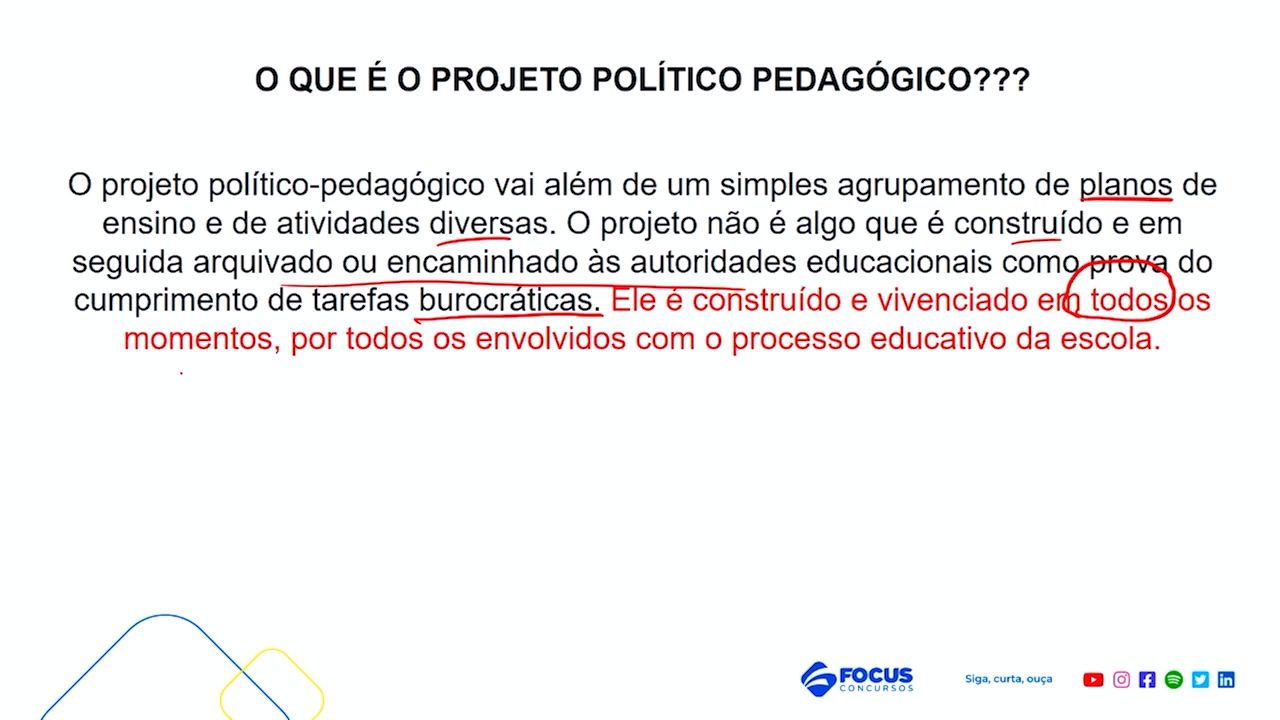 O QUE É O PROJETO POLÍTICO PEDAGÓGICO???
O projeto político-pedagógico vai além de um simples agrupamento de planos de
ensino e de atividades diversas. O projeto não é algo que é construído e em
seguida arquivado ou encaminhado às autoridades educacionais como prova do
cumprimento de tarefas burocráticas. Ele é construído e vivenciado em todos os
momentos, por todos os envolvidos com o processo educativo da escola.
FOCUS
CONCURSOS
Siga, curta, ouça